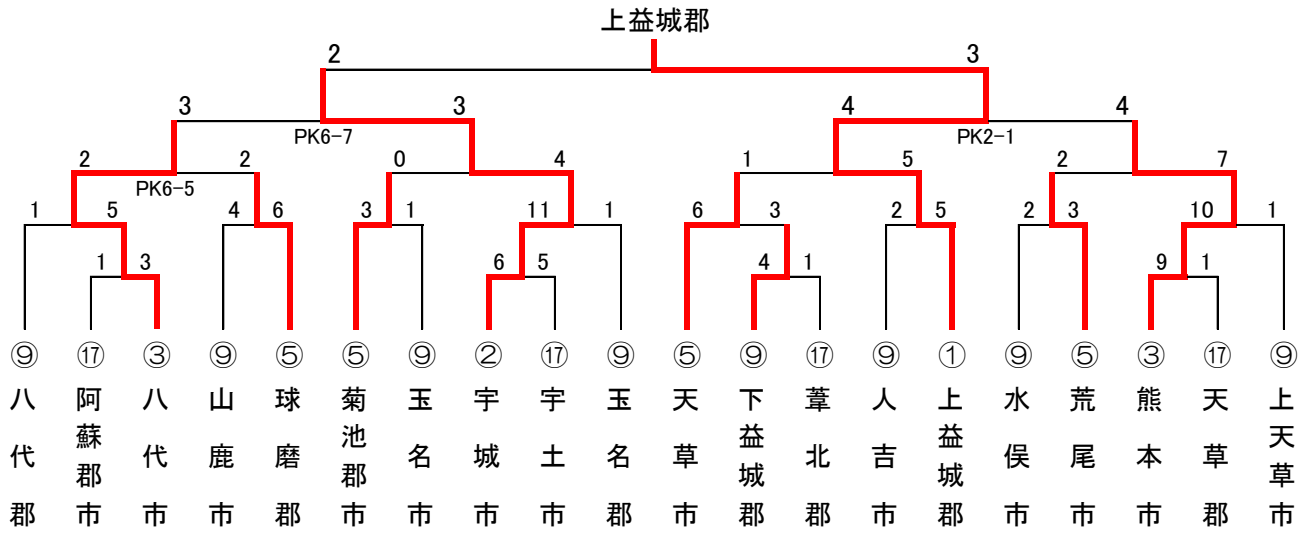 上益城郡
2 3
3 3 4 4
PK6-7 PK2-1
2 2 0 4 1 5 2 7
PK6-5
1 5 4 6 3 1 11 1 6 3 2 5 2 3 10 1
1 3 6 5 4 1 9 1
⑨ ⑰ ③ ⑨ ⑤ ⑤ ⑨ ② ⑰ ⑨ ⑤ ⑨ ⑰ ⑨ ① ⑨ ⑤ ③ ⑰ ⑨
八代郡
阿蘇郡市
八代市
山鹿市
球磨郡
菊池郡市
玉名市
宇城市
宇土市
玉名郡
天草市
下益城郡
葦北郡
人吉市
上益城郡
水俣市
荒尾市
熊本市
天草郡
上天草市